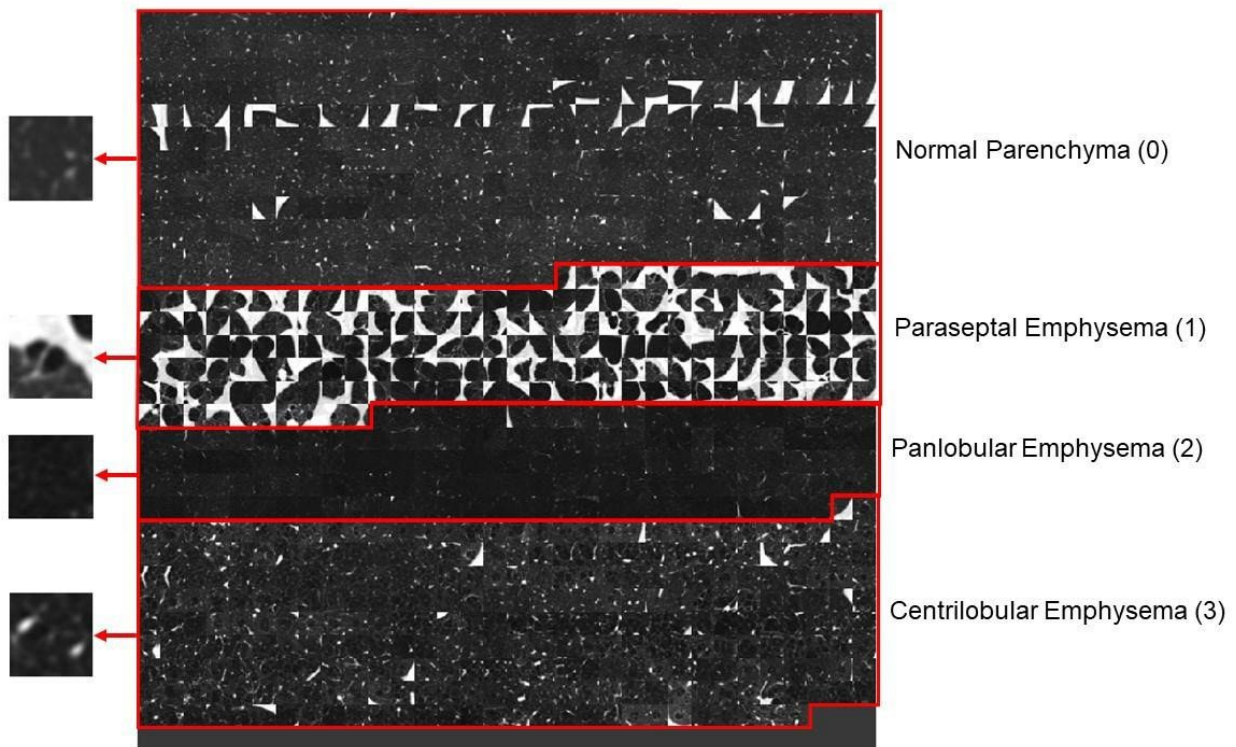 Normal Parenchyma (0)
Paraseptal Emphysema (1)
Panlobular Emphysema (2)
Centrilobular Emphysema (3)